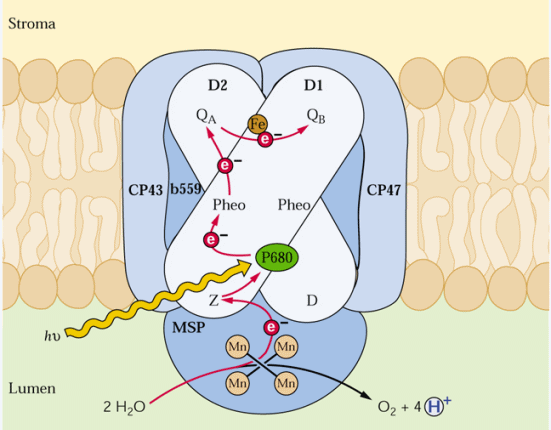 Stroma
D2 D1
QA QB
Fe
e−
e−
CP43 b559 CP47
Pheo Pheo
e−
P680
Z D
hυ
MSP e−
Mn Mn
Mn Mn
Lumen
2 H2O O2 + 4 H+